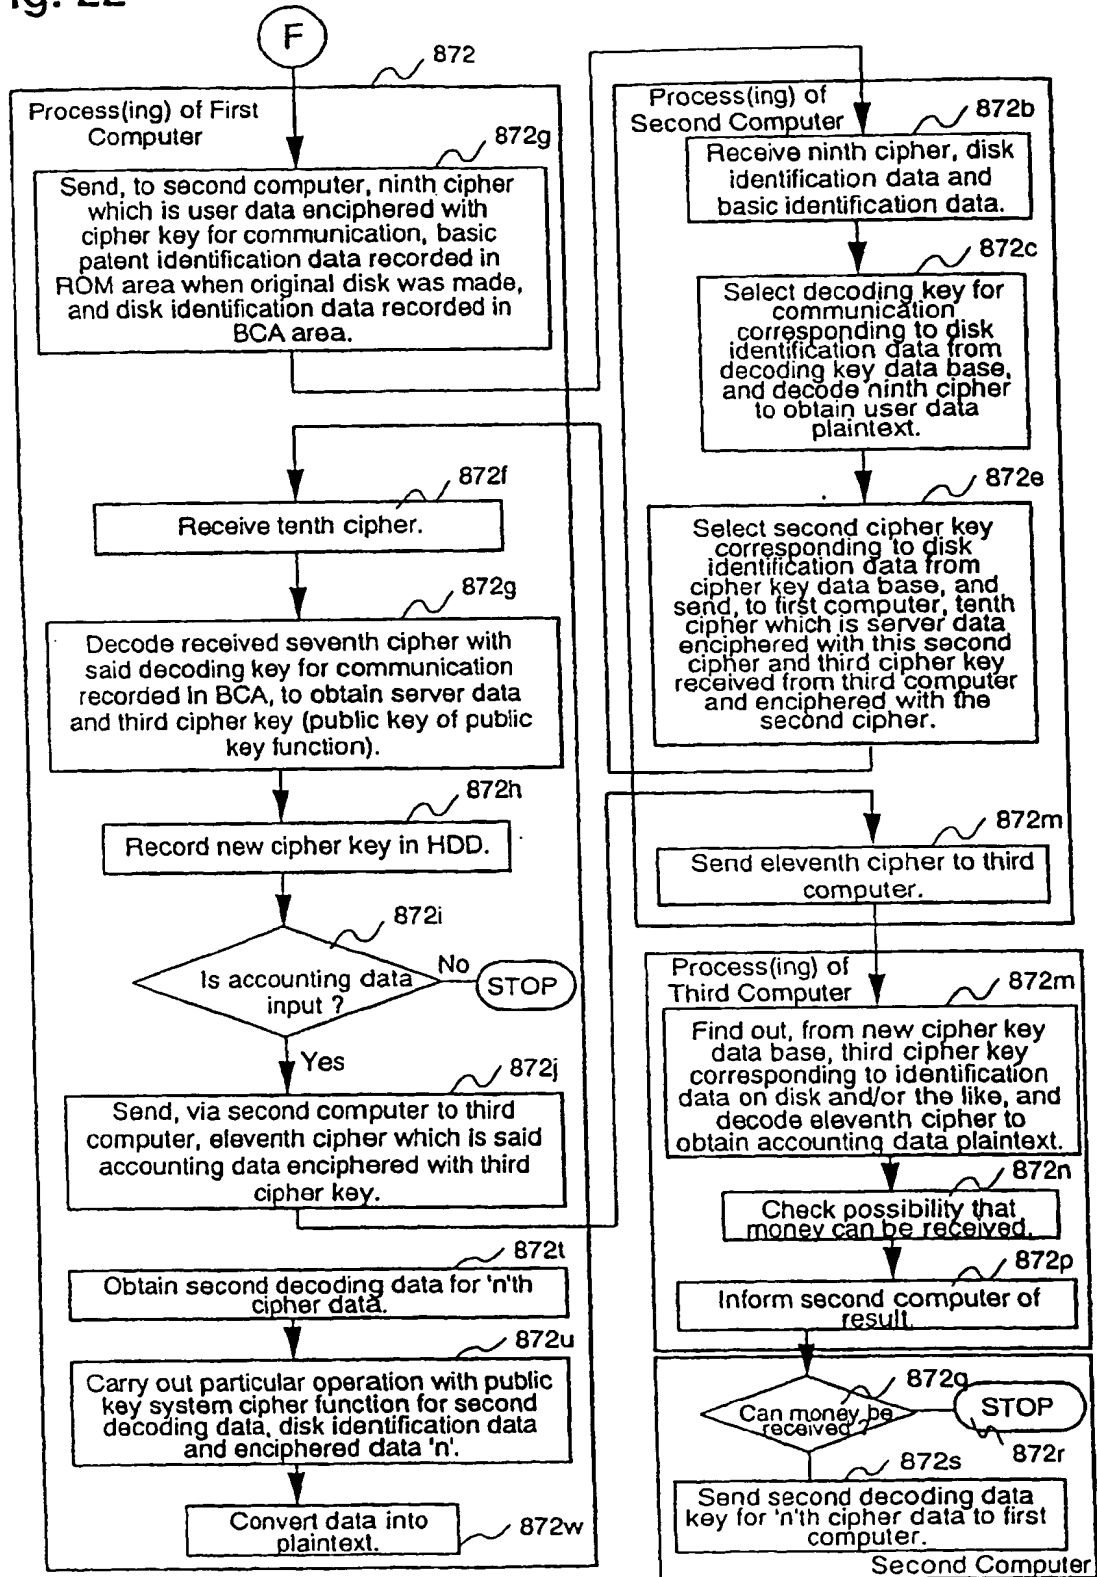 Fig. 22
F
872
Process(ing) of First
Computer
872g
Send, to second computer, ninth cipher
which is user data enciphered with
cipher key for communication, basic
patent identification data recorded in
ROM area when original disk was made,
and disk identification data recorded in
BCA area.
872f
Receive tenth cipher.
872g
Decode received seventh cipher with
said decoding key for communication
recorded in BCA, to obtain server data
and third cipher key (public key of public
key function).
872h
Record new cipher key in HDD.
872i
Is accounting data
input ?
No
STOP
Yes
872j
Send, via second computer to third
computer, eleventh cipher which is said
accounting data enciphered with third
cipher key.
872t
Obtain second decoding data for 'n'th
cipher data.
872u
Carry out particular operation with public
key system cipher function for second
decoding data, disk identification data
and enciphered data 'n'.
Convert data into
plaintext.
872w
Process(ing) of
Second Computer
872b
Receive ninth cipher, disk
identification data and
basic identification data.
872c
Select decoding key for
communication
corresponding to disk
identification data from
decoding key data base,
and decode ninth cipher
to obtain user data
plaintext.
872e
Select second cipher key
corresponding to disk
identification data from
cipher key data base, and
send, to first computer, tenth
cipher which is server data
enciphered with this second
cipher and third cipher key
received from third computer
and enciphered with the
second cipher.
872m
Send eleventh cipher to third
computer.
Process(ing) of
Third Computer
872m
Find out, from new cipher key
data base, third cipher key
corresponding to identification
data on disk and/or the like, and
decode eleventh cipher to
obtain accounting data plaintext.
872n
Check possibility that
money can be received.
872p
Inform second computer of
result.
872q
Can money be
received ?
STOP
872r
872s
Send second decoding data
key for 'n'th cipher data to first
computer.
Second Computer